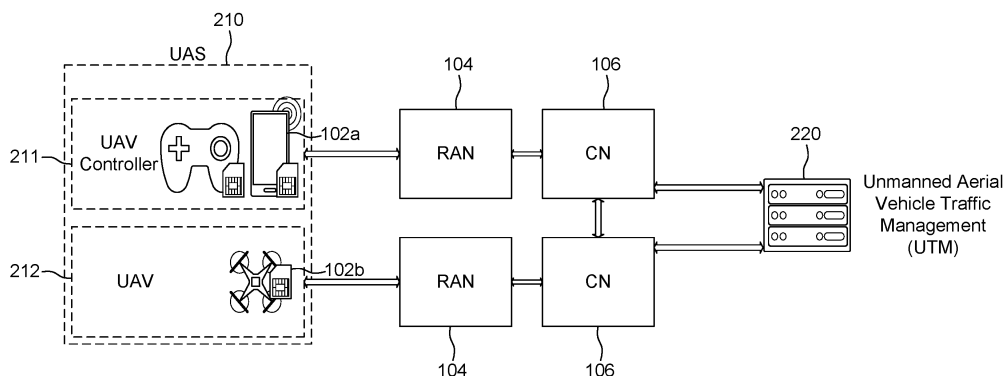 210
UAS
104
106
UAV
Controller
102a
211
RAN
CN
220
Unmanned Aerial
Vehicle Traffic
Management
(UTM)
212
UAV
102b
RAN
CN
104
106